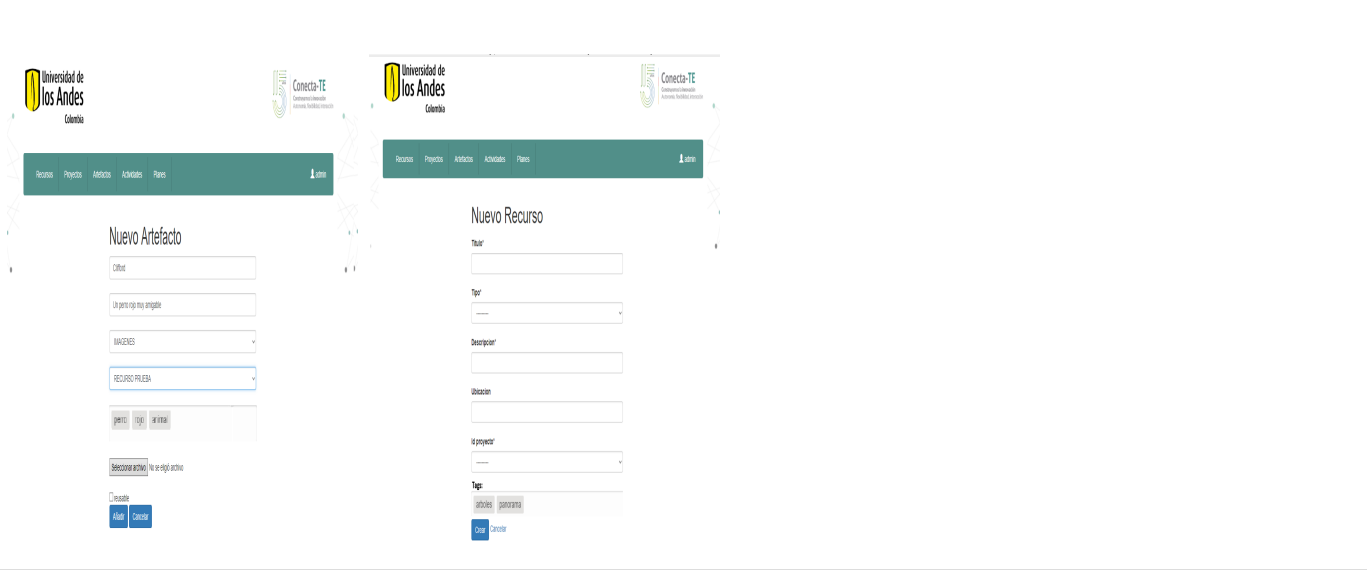 Universidad de
los Andes
Colombia
Conecta-TE
Recursos Proyectos Artefactos Actividades Planes admin
Nuevo Artefacto
Clifford
Un perro rojo muy amigable
IMAGENES
RECURSO PRUEBA
perro rojo animal
Seleccionar archivo No se eligió archivo
reusable
Añadir Cancelar
Universidad de
los Andes
Colombia
Conecta-TE
Recursos Proyectos Artefactos Actividades Planes admin
Nuevo Recurso
Titulo*
Tipo*
---------
Descripcion*
Ubicacion
Id proyecto*
---------
Tags:
arboles panorama
Crear Cancelar